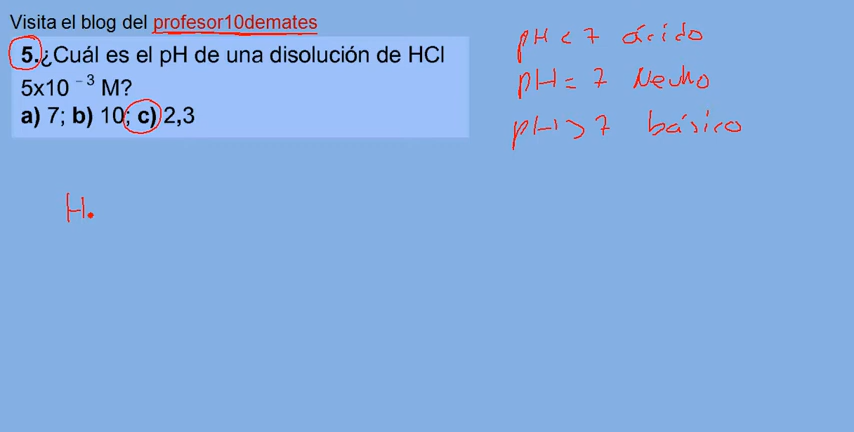 Visita el blog del profesor10demates
5.¿Cuál es el pH de una disolución de HCl
5x10 ⁻³ M?
a) 7; b) 10; c) 2,3
pH < 7 ácido
pH = 7 Neutro
pH > 7 básico
H.